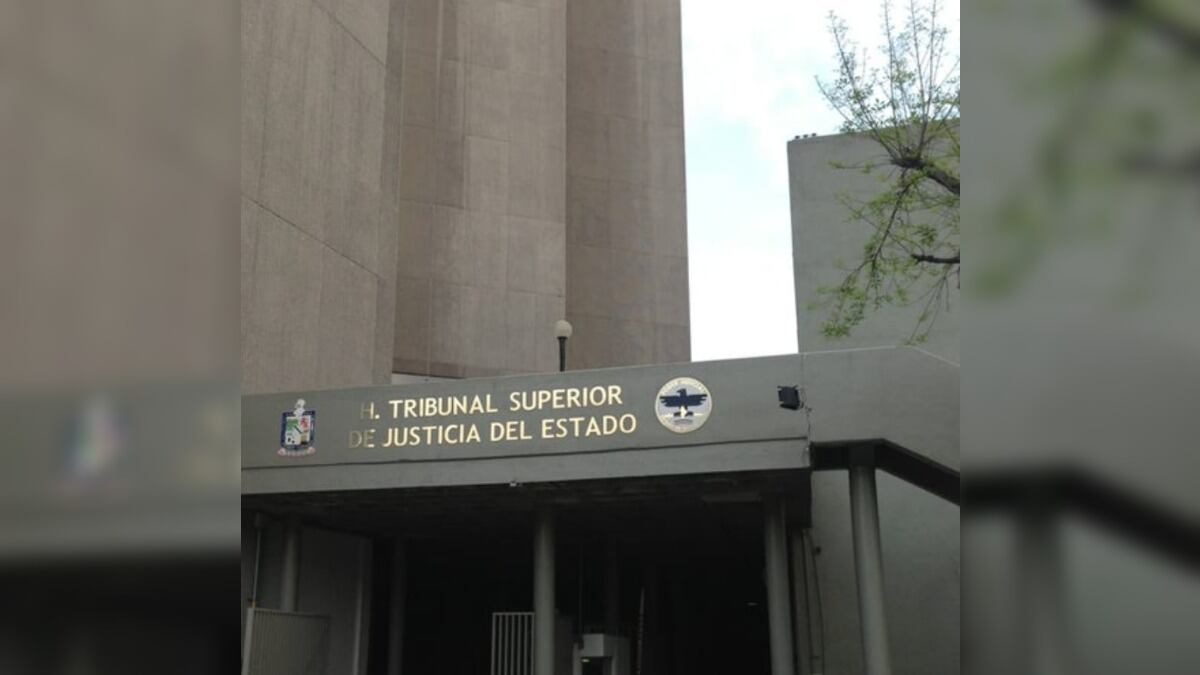 H. TRIBUNAL SUPERIOR
DE JUSTICIA DEL ESTADO